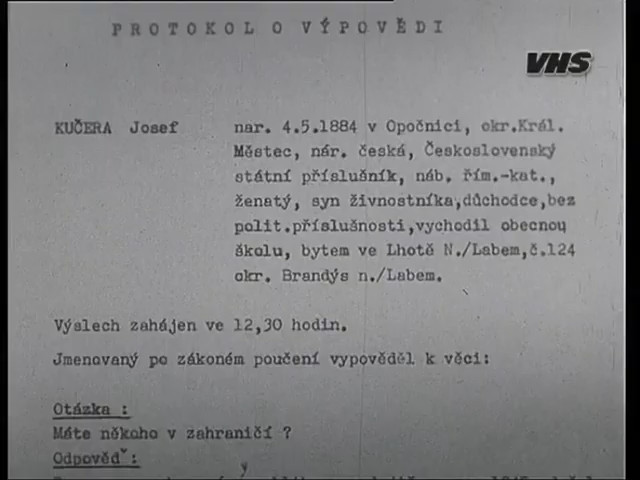 PROTOKOL O VÝPOVĚDI
VHS
KUČERA Josef
nar. 4.5.1884 v Opočnici, okr.Král.
Městec, nár. česká, Československý
státní příslušník, náb. řím.-kat.,
ženatý, syn živnostníka,důchodce,bez
polit.příslušnosti,vychodil obecnou
školu, bytem ve Lhotě N./Labem,č.124
okr. Brandýs n./Labem.
Výslech zahájen ve 12,30 hodin.
Jmenovaný po zákoném poučení vypověděl k věci:
Otázka :
Máte někoho v zahraničí ?
Odpověď: